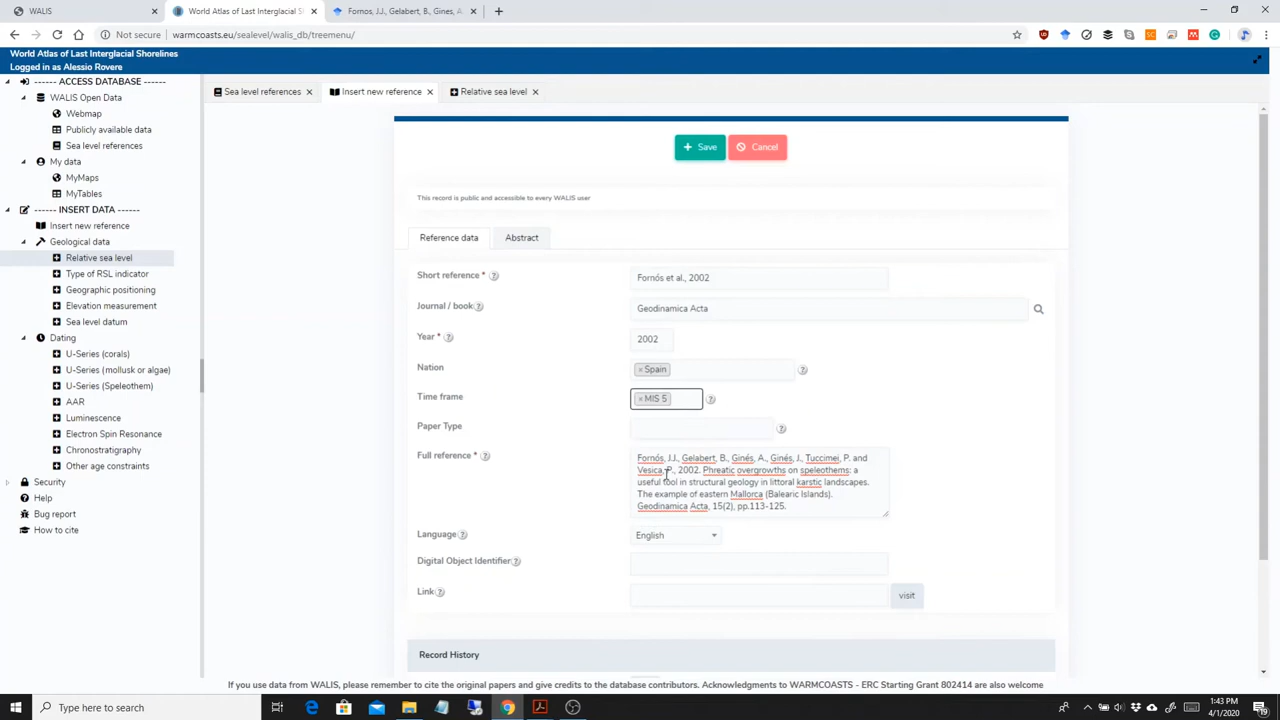 WALIS
World Atlas of Last Interglacial Shorelines
Fornos, J.J., Gelabert, B., Gines, A.,
Not secure
warmcoasts.eu/sealevel/walis_db/treemenu/
World Atlas of Last Interglacial Shorelines
Logged in as Alessio Rovere
------ ACCESS DATABASE ------
WALIS Open Data
Webmap
Publicly available data
Sea level references
My data
MyMaps
MyTables
------ INSERT DATA ------
Insert new reference
Geological data
Relative sea level
Type of RSL indicator
Geographic positioning
Elevation measurement
Sea level datum
Dating
U-Series (corals)
U-Series (mollusk or algae)
U-Series (Speleothem)
AAR
Luminescence
Electron Spin Resonance
Chronostratigraphy
Other age constraints
Security
Help
Bug report
How to cite
Sea level references
Insert new reference
Relative sea level
+ Save
Cancel
This record is public and accessible to every WALIS user
Reference data
Abstract
Short reference *
Fornós et al., 2002
Journal / book
Geodinamica Acta
Year *
2002
Nation
× Spain
Time frame
× MIS 5
Paper Type
Full reference *
Fornós, J.J., Gelabert, B., Ginés, A., Ginés, J., Tuccimei, P. and
Vesica, P., 2002. Phreatic overgrowths on speleothems: a
useful tool in structural geology in littoral karstic landscapes.
The example of eastern Mallorca (Balearic Islands).
Geodinamica Acta, 15(2), pp.113-125.
Language
English
Digital Object Identifier
Link
visit
Record History
If you use data from WALIS, please remember to cite the original papers and give credits to the database contributors. Acknowledgments to WARMCOASTS - ERC Starting Grant 802414 are also welcome
Type here to search
1:43 PM
4/1/2020